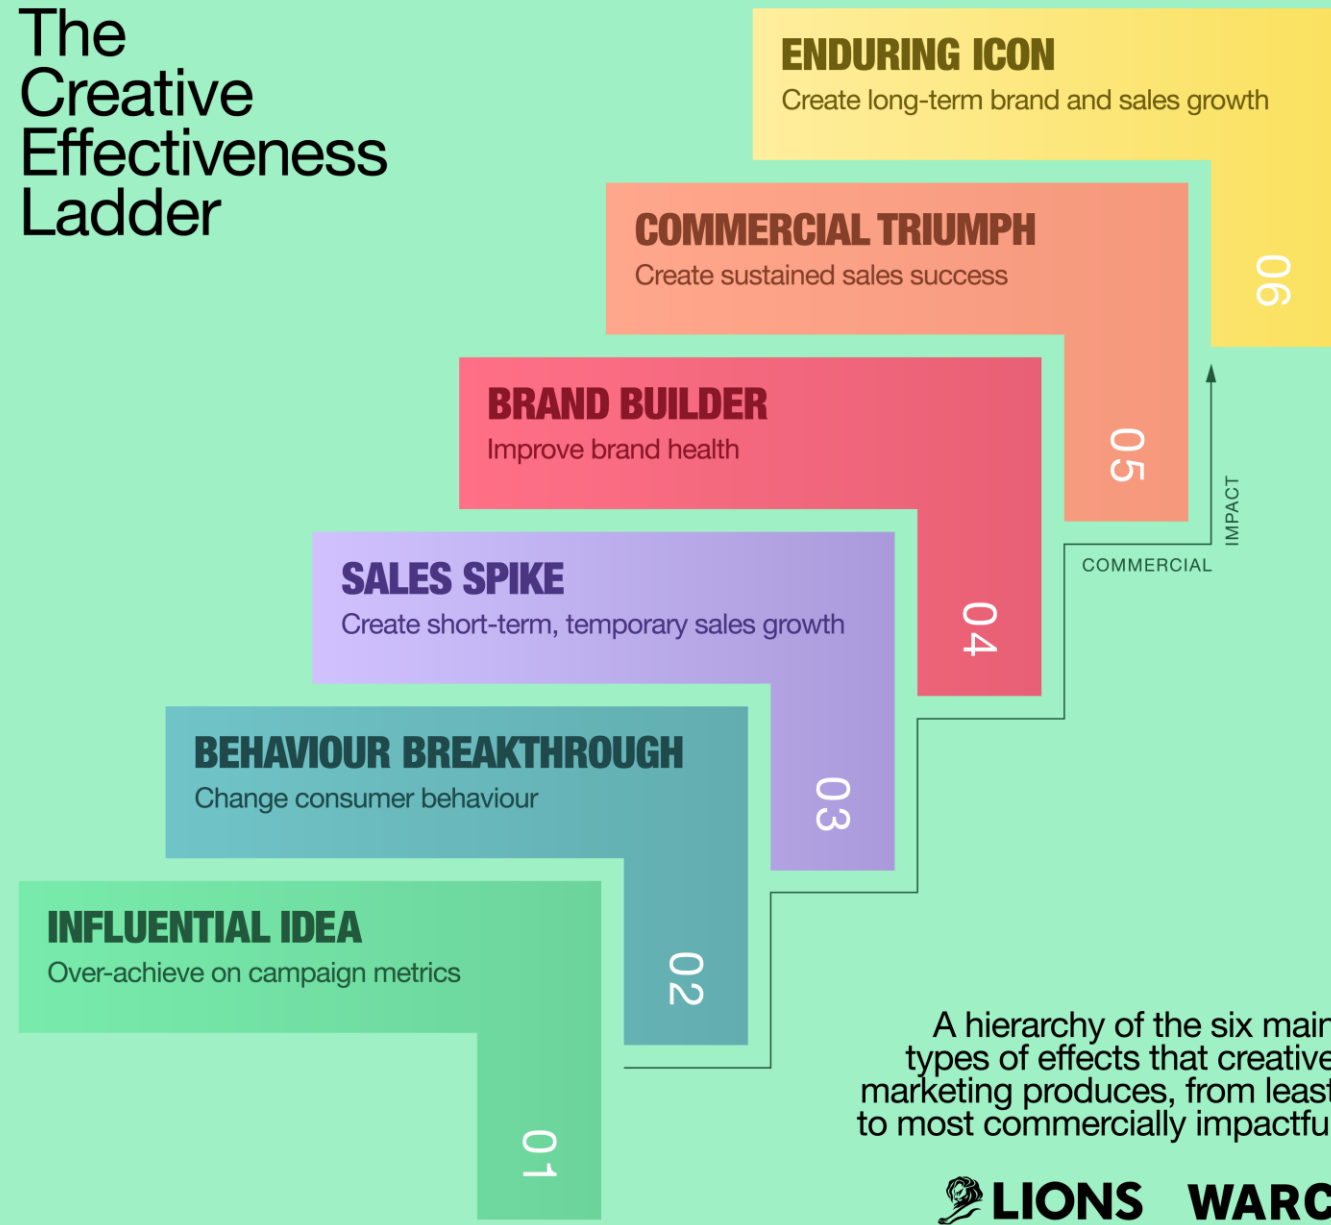 The
Creative
Effectiveness
Ladder
ENDURING ICON
Create long-term brand and sales growth
06
COMMERCIAL TRIUMPH
Create sustained sales success
05
BRAND BUILDER
Improve brand health
04
IMPACT
COMMERCIAL
SALES SPIKE
Create short-term, temporary sales growth
03
BEHAVIOUR BREAKTHROUGH
Change consumer behaviour
02
INFLUENTIAL IDEA
Over-achieve on campaign metrics
01
A hierarchy of the six main
types of effects that creative
marketing produces, from least
to most commercially impactfu
LIONS WARC